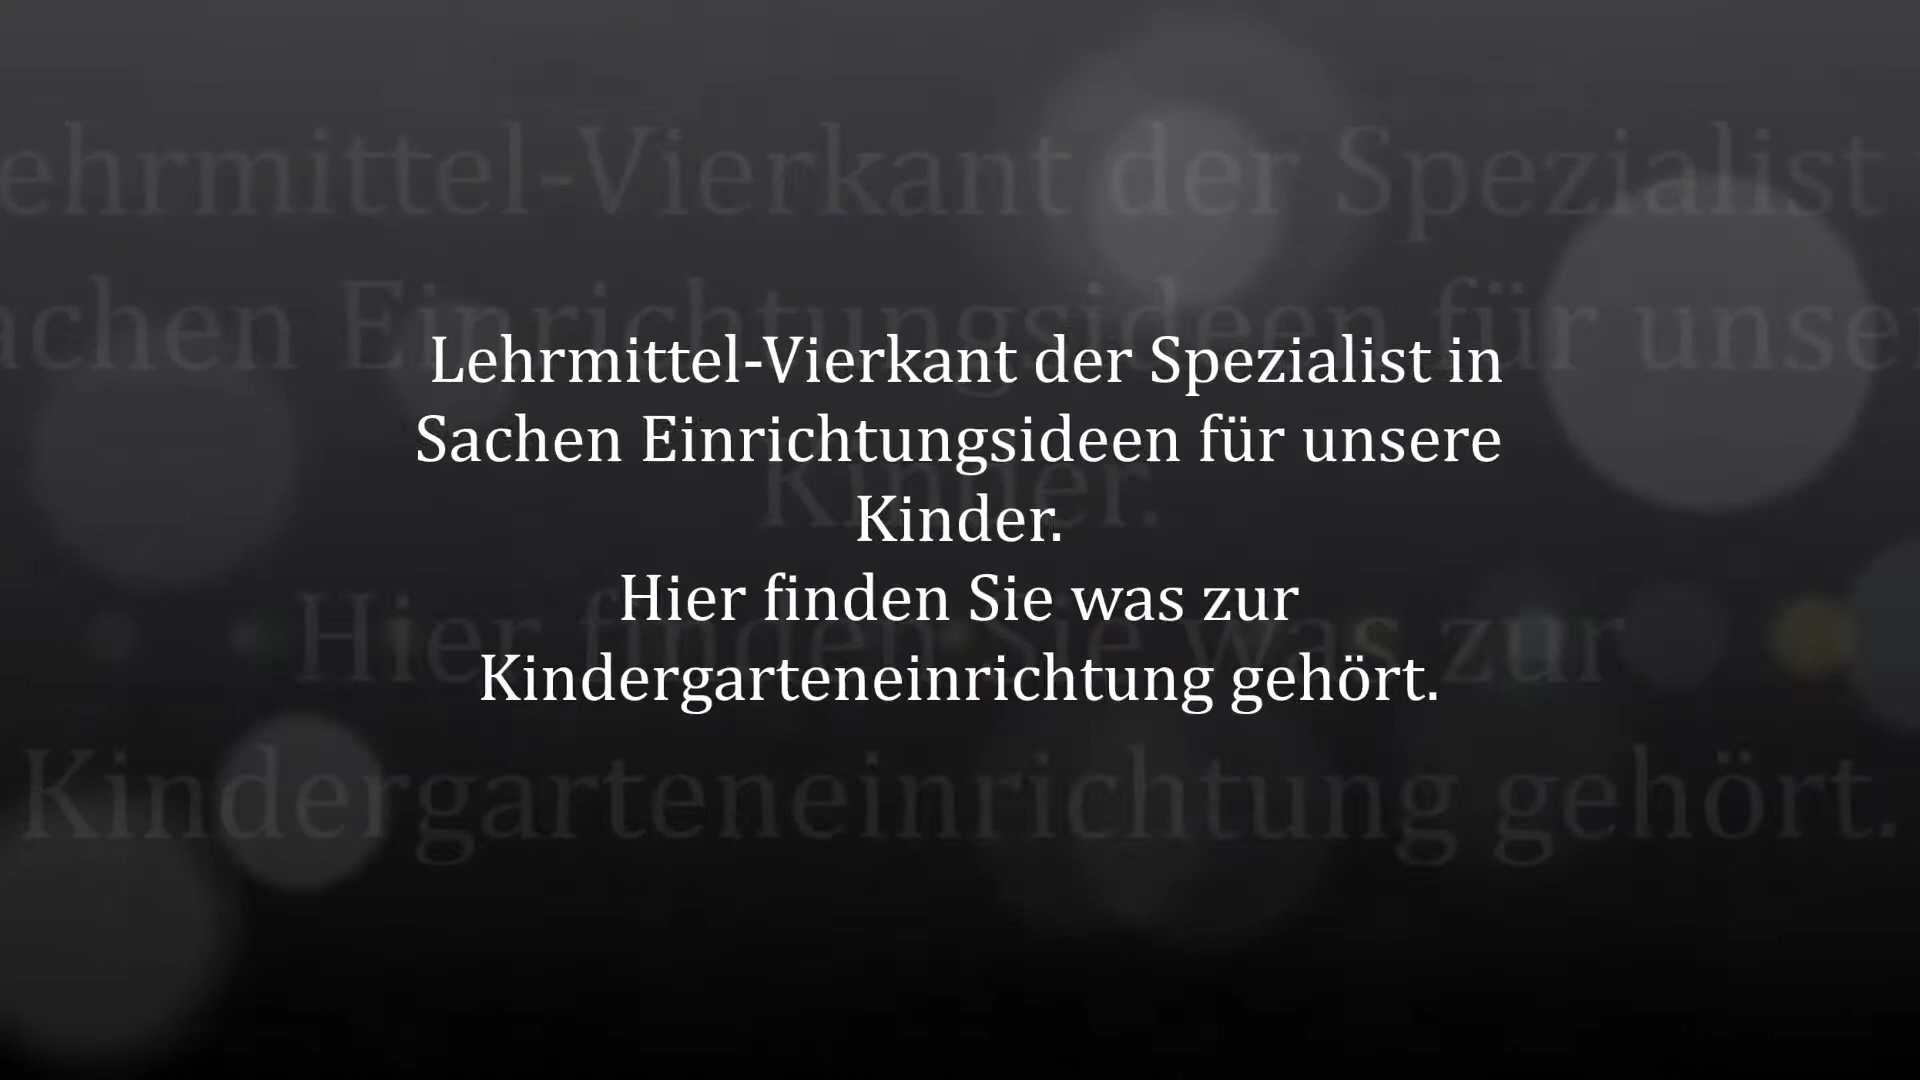 Lehrmittel-Vierkant der Spezialist in
Sachen Einrichtungsideen für unsere
Kinder.
Hier finden Sie was zur
Kindergarteneinrichtung gehört.